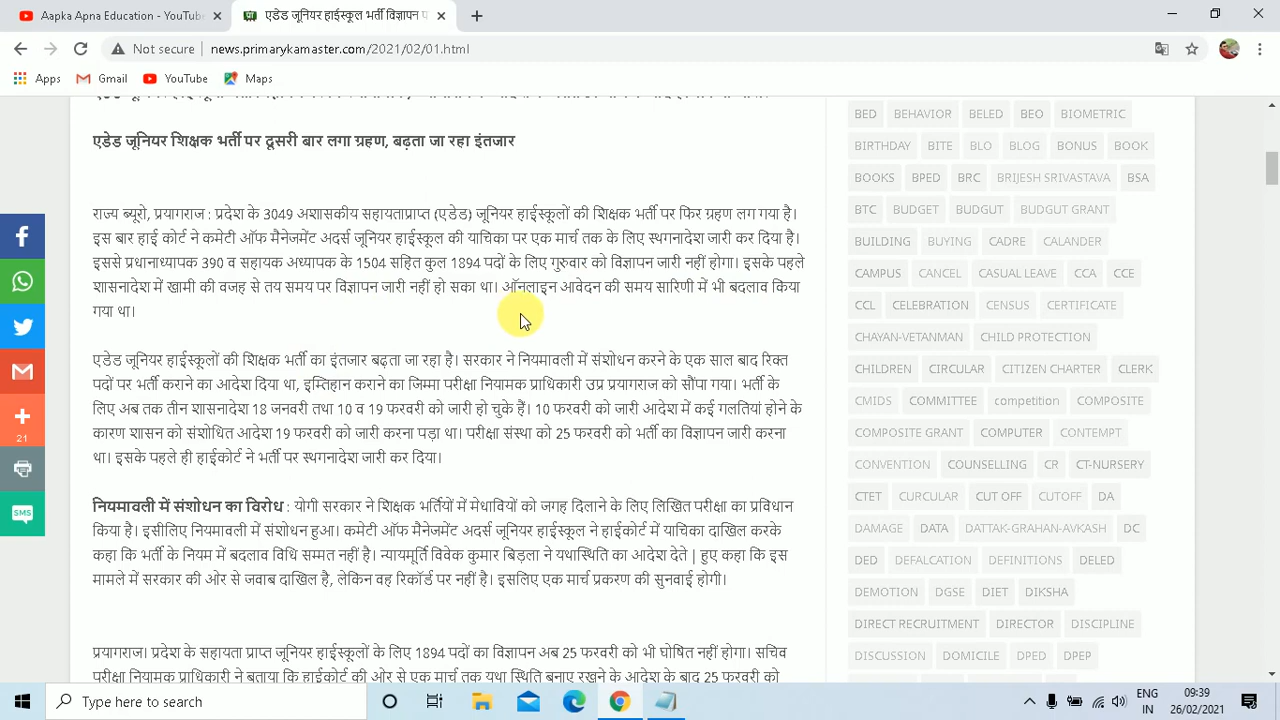 Aapka Apna Education - YouTube
एडेड जूनियर हाईस्कूल भर्ती विज्ञापन प
Not secure
news.primarykamaster.com/2021/02/01.html
Apps
Gmail
YouTube
Maps
एडेड जूनियर शिक्षक भर्ती पर दूसरी बार लगा ग्रहण, बढ़ता जा रहा इंतजार
राज्य ब्यूरो, प्रयागराज : प्रदेश के 3049 अशासकीय सहायताप्राप्त (एडेड) जूनियर हाईस्कूलों की शिक्षक भर्ती पर फिर ग्रहण लग गया है।
इस बार हाई कोर्ट ने कमेटी ऑफ मैनेजमेंट अदर्स जूनियर हाईस्कूल की याचिका पर एक मार्च तक के लिए स्थगनादेश जारी कर दिया है।
इससे प्रधानाध्यापक 390 व सहायक अध्यापक के 1504 सहित कुल 1894 पदों के लिए गुरुवार को विज्ञापन जारी नहीं होगा। इसके पहले
शासनादेश में खामी की वजह से तय समय पर विज्ञापन जारी नहीं हो सका था। ऑनलाइन आवेदन की समय सारिणी में भी बदलाव किया
गया था।
एडेड जूनियर हाईस्कूलों की शिक्षक भर्ती का इंतजार बढ़ता जा रहा है। सरकार ने नियमावली में संशोधन करने के एक साल बाद रिक्त
पदों पर भर्ती कराने का आदेश दिया था, इम्तिहान कराने का जिम्मा परीक्षा नियामक प्राधिकारी उप्र प्रयागराज को सौंपा गया। भर्ती के
लिए अब तक तीन शासनादेश 18 जनवरी तथा 10 व 19 फरवरी को जारी हो चुके हैं। 10 फरवरी को जारी आदेश में कई गलतियां होने के
कारण शासन को संशोधित आदेश 19 फरवरी को जारी करना पड़ा था। परीक्षा संस्था को 25 फरवरी को भर्ती का विज्ञापन जारी करना
था। इसके पहले ही हाईकोर्ट ने भर्ती पर स्थगनादेश जारी कर दिया।
नियमावली में संशोधन का विरोध : योगी सरकार ने शिक्षक भर्तियों में मेधावियों को जगह दिलाने के लिए लिखित परीक्षा का प्रविधान
किया है। इसीलिए नियमावली में संशोधन हुआ। कमेटी ऑफ मैनेजमेंट अदर्स जूनियर हाईस्कूल ने हाईकोर्ट में याचिका दाखिल करके
कहा कि भर्ती के नियम में बदलाव विधि सम्मत नहीं है। न्यायमूर्ति विवेक कुमार बिड़ला ने यथास्थिति का आदेश देते | हुए कहा कि इस
मामले में सरकार की ओर से जवाब दाखिल है, लेकिन वह रिकॉर्ड पर नहीं है। इसलिए एक मार्च प्रकरण की सुनवाई होगी।
प्रयागराज। प्रदेश के सहायता प्राप्त जूनियर हाईस्कूलों के लिए 1894 पदों का विज्ञापन अब 25 फरवरी को भी घोषित नहीं होगा। सचिव
परीक्षा नियामक प्राधिकारी ने बताया कि हाईकोर्ट की ओर से एक मार्च तक यथा स्थिति बनाए रखने के आदेश के बाद 25 फरवरी को
21
SMS
BED BEHAVIOR BELED BEO BIOMETRIC
BIRTHDAY BITE BLO BLOG BONUS BOOK
BOOKS BPED BRC BRIJESH SRIVASTAVA BSA
BTC BUDGET BUDGUT BUDGUT GRANT
BUILDING BUYING CADRE CALANDER
CAMPUS CANCEL CASUAL LEAVE CCA CCE
CCL CELEBRATION CENSUS CERTIFICATE
CHAYAN-VETANMAN CHILD PROTECTION
CHILDREN CIRCULAR CITIZEN CHARTER CLERK
CMIDS COMMITTEE competition COMPOSITE
COMPOSITE GRANT COMPUTER CONTEMPT
CONVENTION COUNSELLING CR CT-NURSERY
CTET CURCULAR CUT OFF CUTOFF DA
DAMAGE DATA DATTAK-GRAHAN-AVKASH DC
DED DEFALCATION DEFINITIONS DELED
DEMOTION DGSE DIET DIKSHA
DIRECT RECRUITMENT DIRECTOR DISCIPLINE
DISCUSSION DOMICILE DPED DPEP
Type here to search
ENG
IN
09:39
26/02/2021